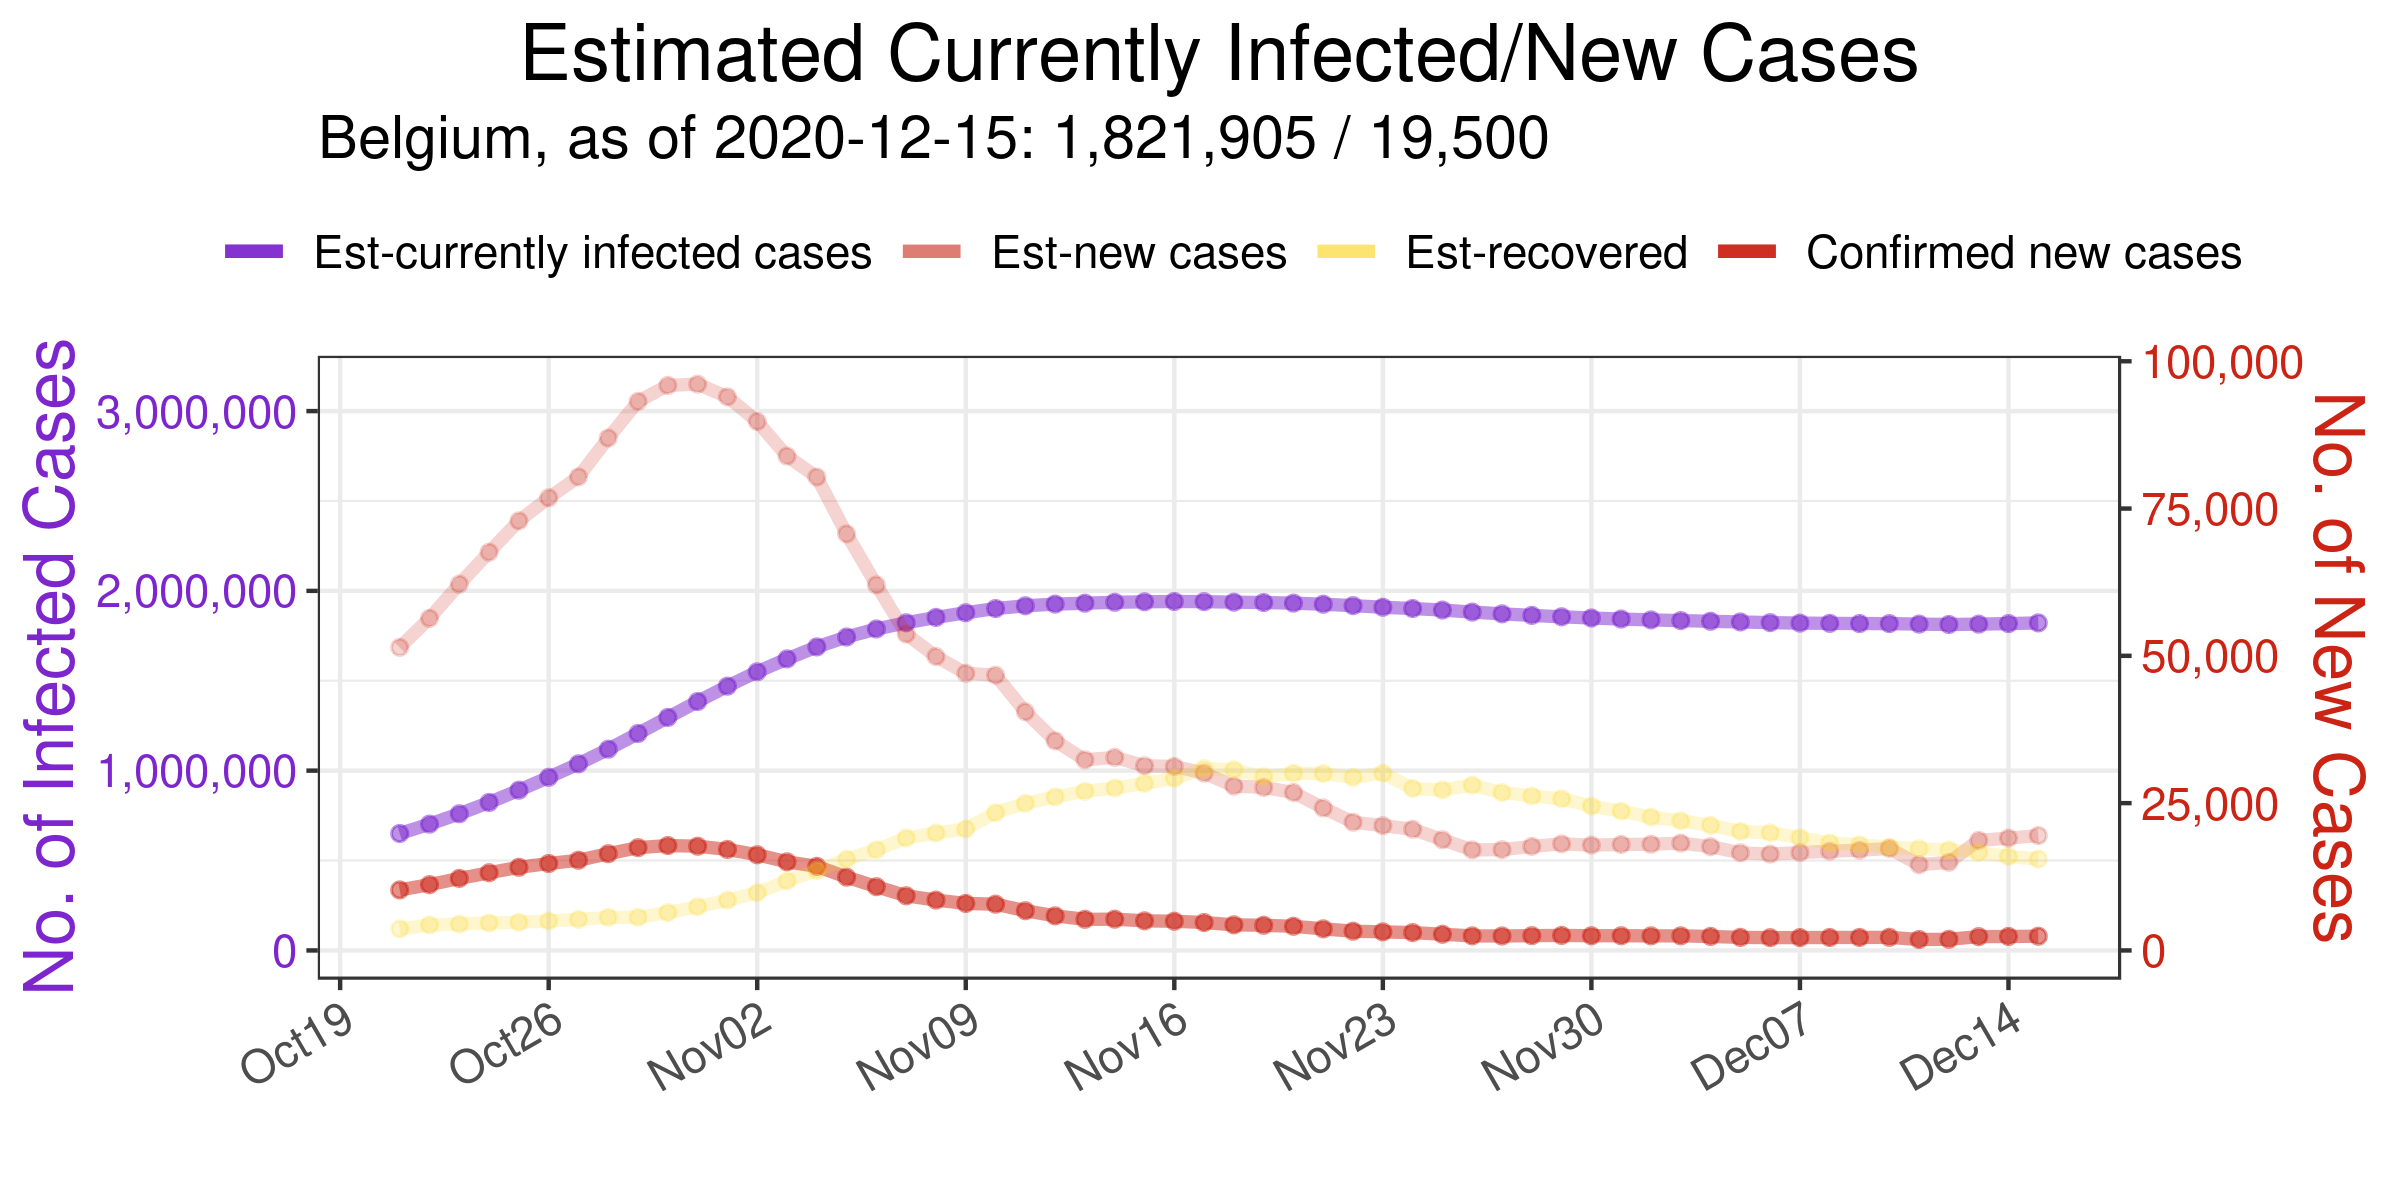 Estimated Currently Infected/New Cases
Belgium, as of 2020-12-15: 1,821,905 / 19,500
Est-currently infected cases Est-new cases Est-recovered Confirmed new cases
No. of Infected Cases
3,000,000
2,000,000
1,000,000
0
100,000
75,000
50,000
25,000
0
No. of New Cases
Oct19 Oct26 Nov02 Nov09 Nov16 Nov23 Nov30 Dec07 Dec14